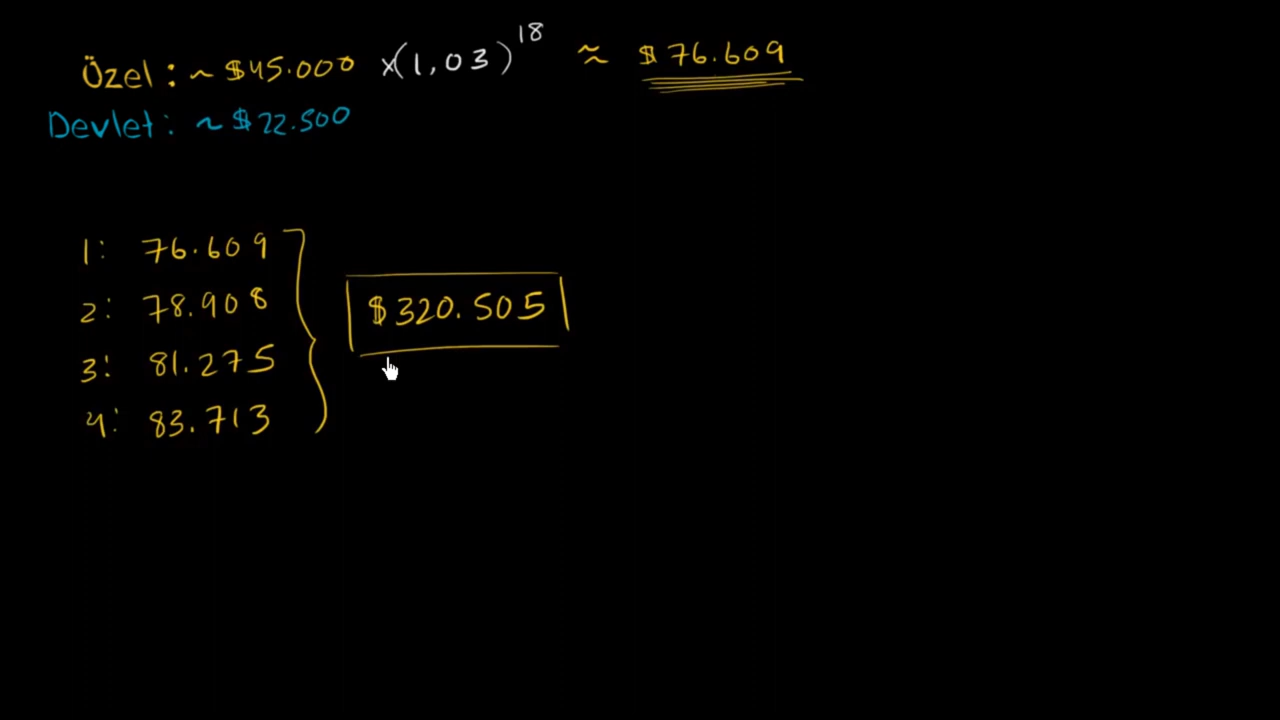 Özel: ~ $45.000 x(1,03)^18 ≈ $76.609
Devlet: ~ $22.500
1: 76.609
2: 78.908
$320.505
3: 81.275
4: 83.713